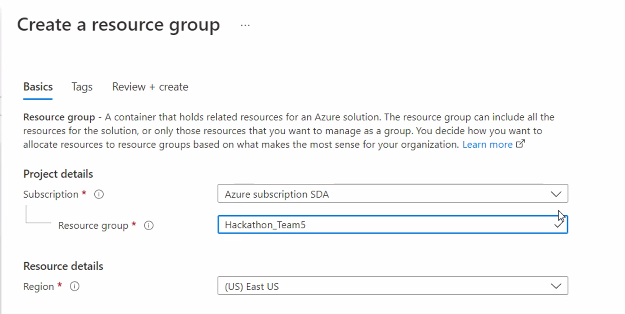 Create a resource group ...
Basics Tags Review + create
Resource group - A container that holds related resources for an Azure solution. The resource group can include all the
resources for the solution, or only those resources that you want to manage as a group. You decide how you want to
allocate resources to resource groups based on what makes the most sense for your organization. Learn more
Project details
Subscription * Azure subscription SDA
Resource group * Hackathon_Team5
Resource details
Region * (US) East US